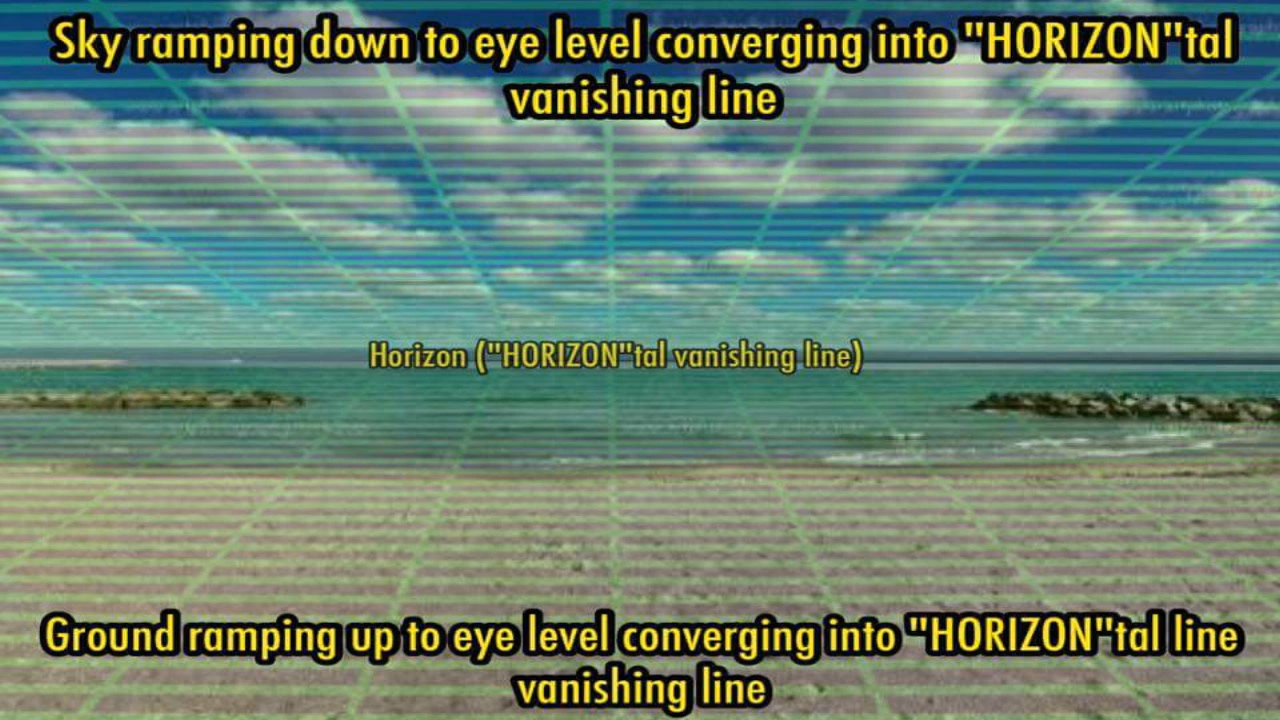 Sky ramping down to eye level converging into "HORIZON"tal
vanishing line
Horizon ("HORIZON"tal vanishing line)
Ground ramping up to eye level converging into "HORIZON"tal line
vanishing line